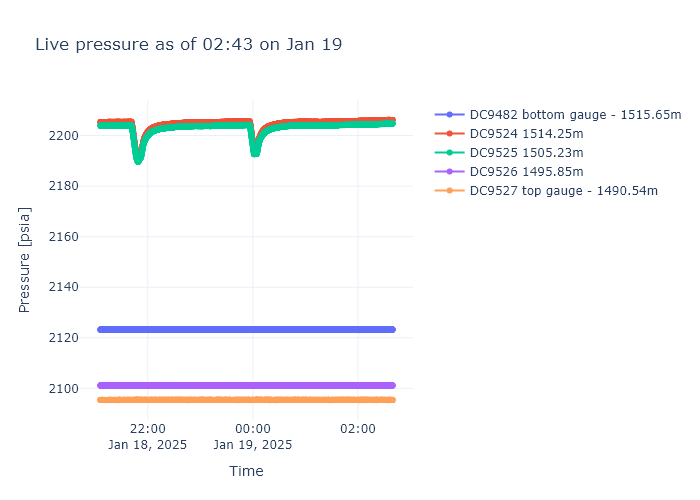 Live pressure as of 02:43 on Jan 19
DC9482 bottom gauge - 1515.65m
DC9524 1514.25m
DC9525 1505.23m
DC9526 1495.85m
DC9527 top gauge - 1490.54m
Pressure [psia]
2200
2180
2160
2140
2120
2100
22:00
Jan 18, 2025
00:00
Jan 19, 2025
02:00
Time